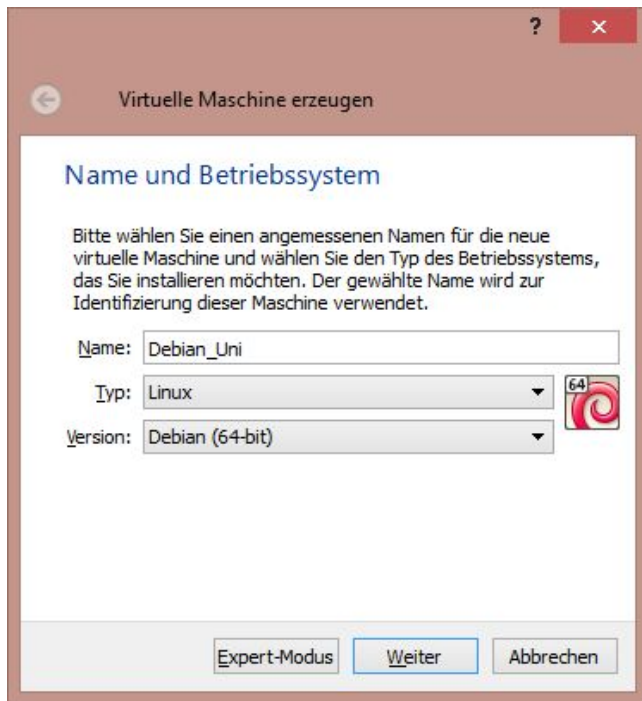 ?
Virtuelle Maschine erzeugen
Name und Betriebssystem
Bitte wählen Sie einen angemessenen Namen für die neue
virtuelle Maschine und wählen Sie den Typ des Betriebssystems,
das Sie installieren möchten. Der gewählte Name wird zur
Identifizierung dieser Maschine verwendet.
Name: Debian_Uni
Typ: Linux
64
Version: Debian (64-bit)
Expert-Modus Weiter Abbrechen